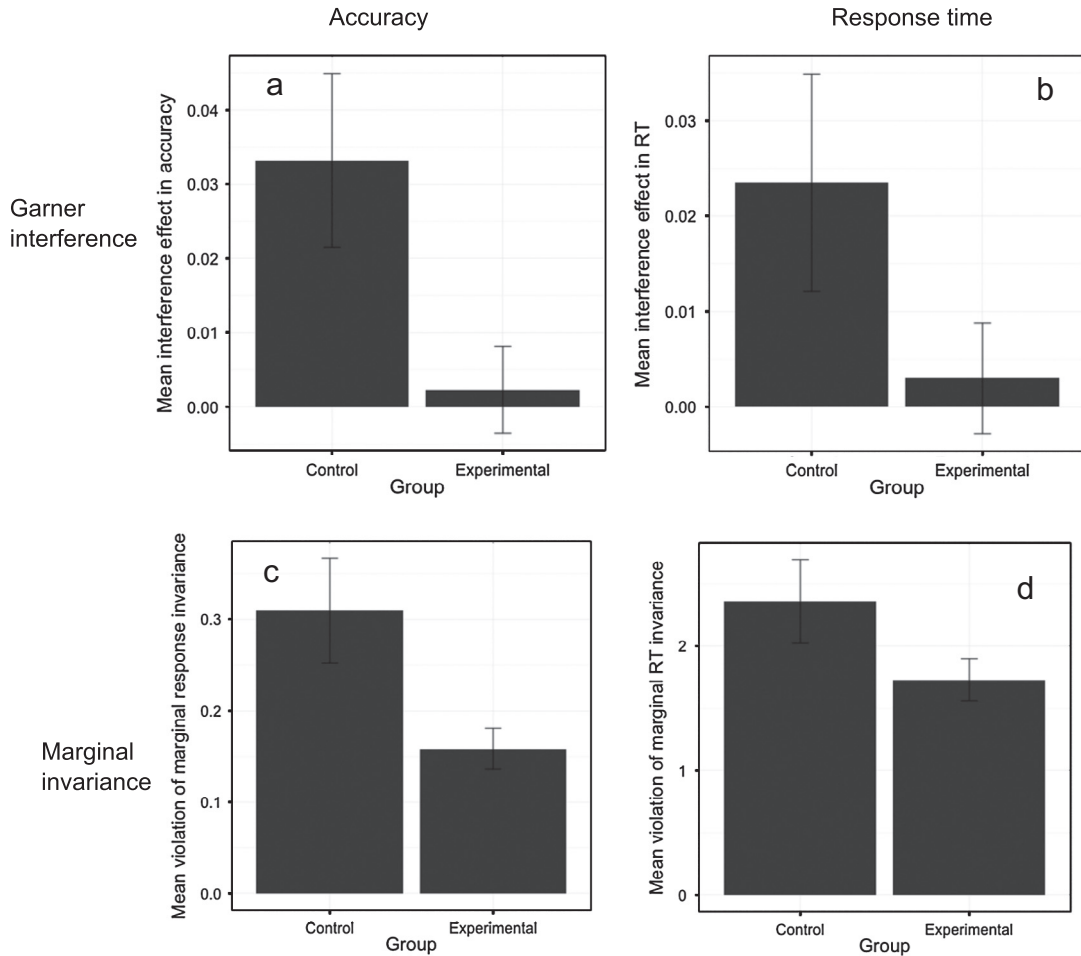 Accuracy
Response time
Garner
interference
a
Mean interference effect in accuracy
0.04
0.03
0.02
0.01
0.00
Control
Experimental
Group
b
Mean interference effect in RT
0.03
0.02
0.01
0.00
Control
Experimental
Group
Marginal
invariance
c
Mean violation of marginal response invariance
0.3
0.2
0.1
0.0
Control
Experimental
Group
d
Mean violation of marginal RT invariance
2
1
0
Control
Experimental
Group